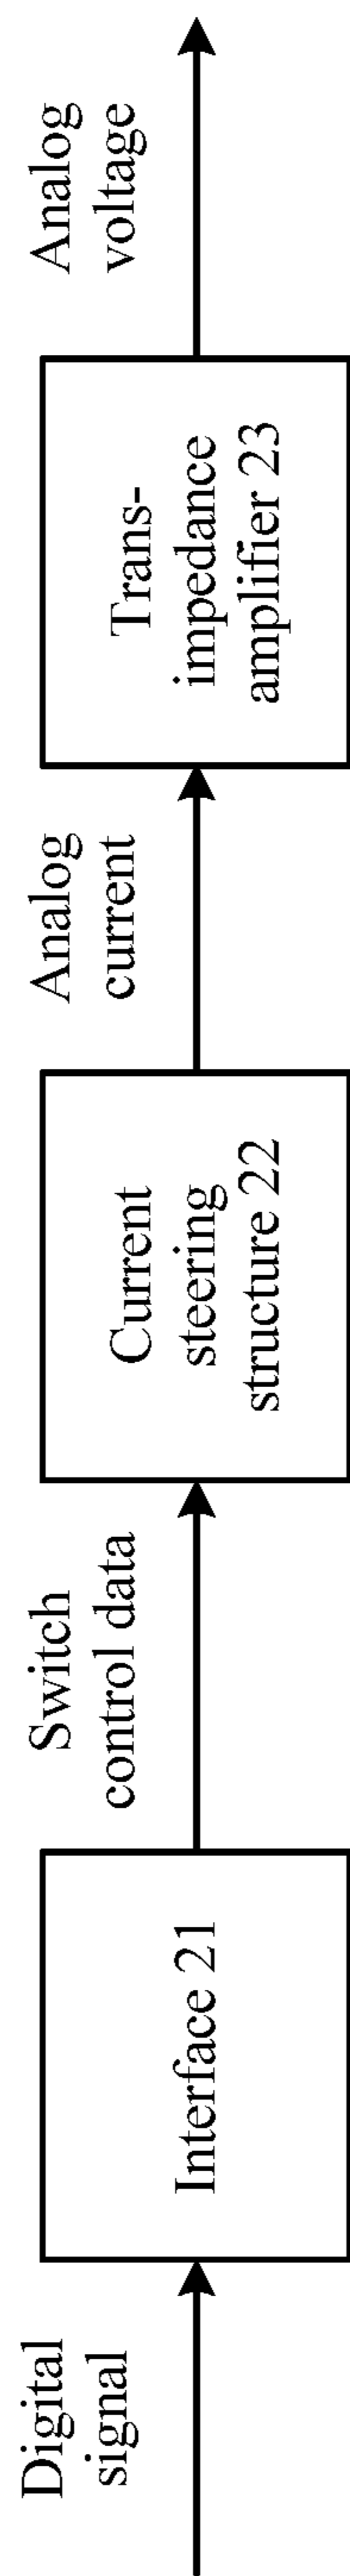 Digital
signal
Interface 21
Switch
control data
Current
steering
structure 22
Analog
current
Trans-
impedance
amplifier 23
Analog
voltage